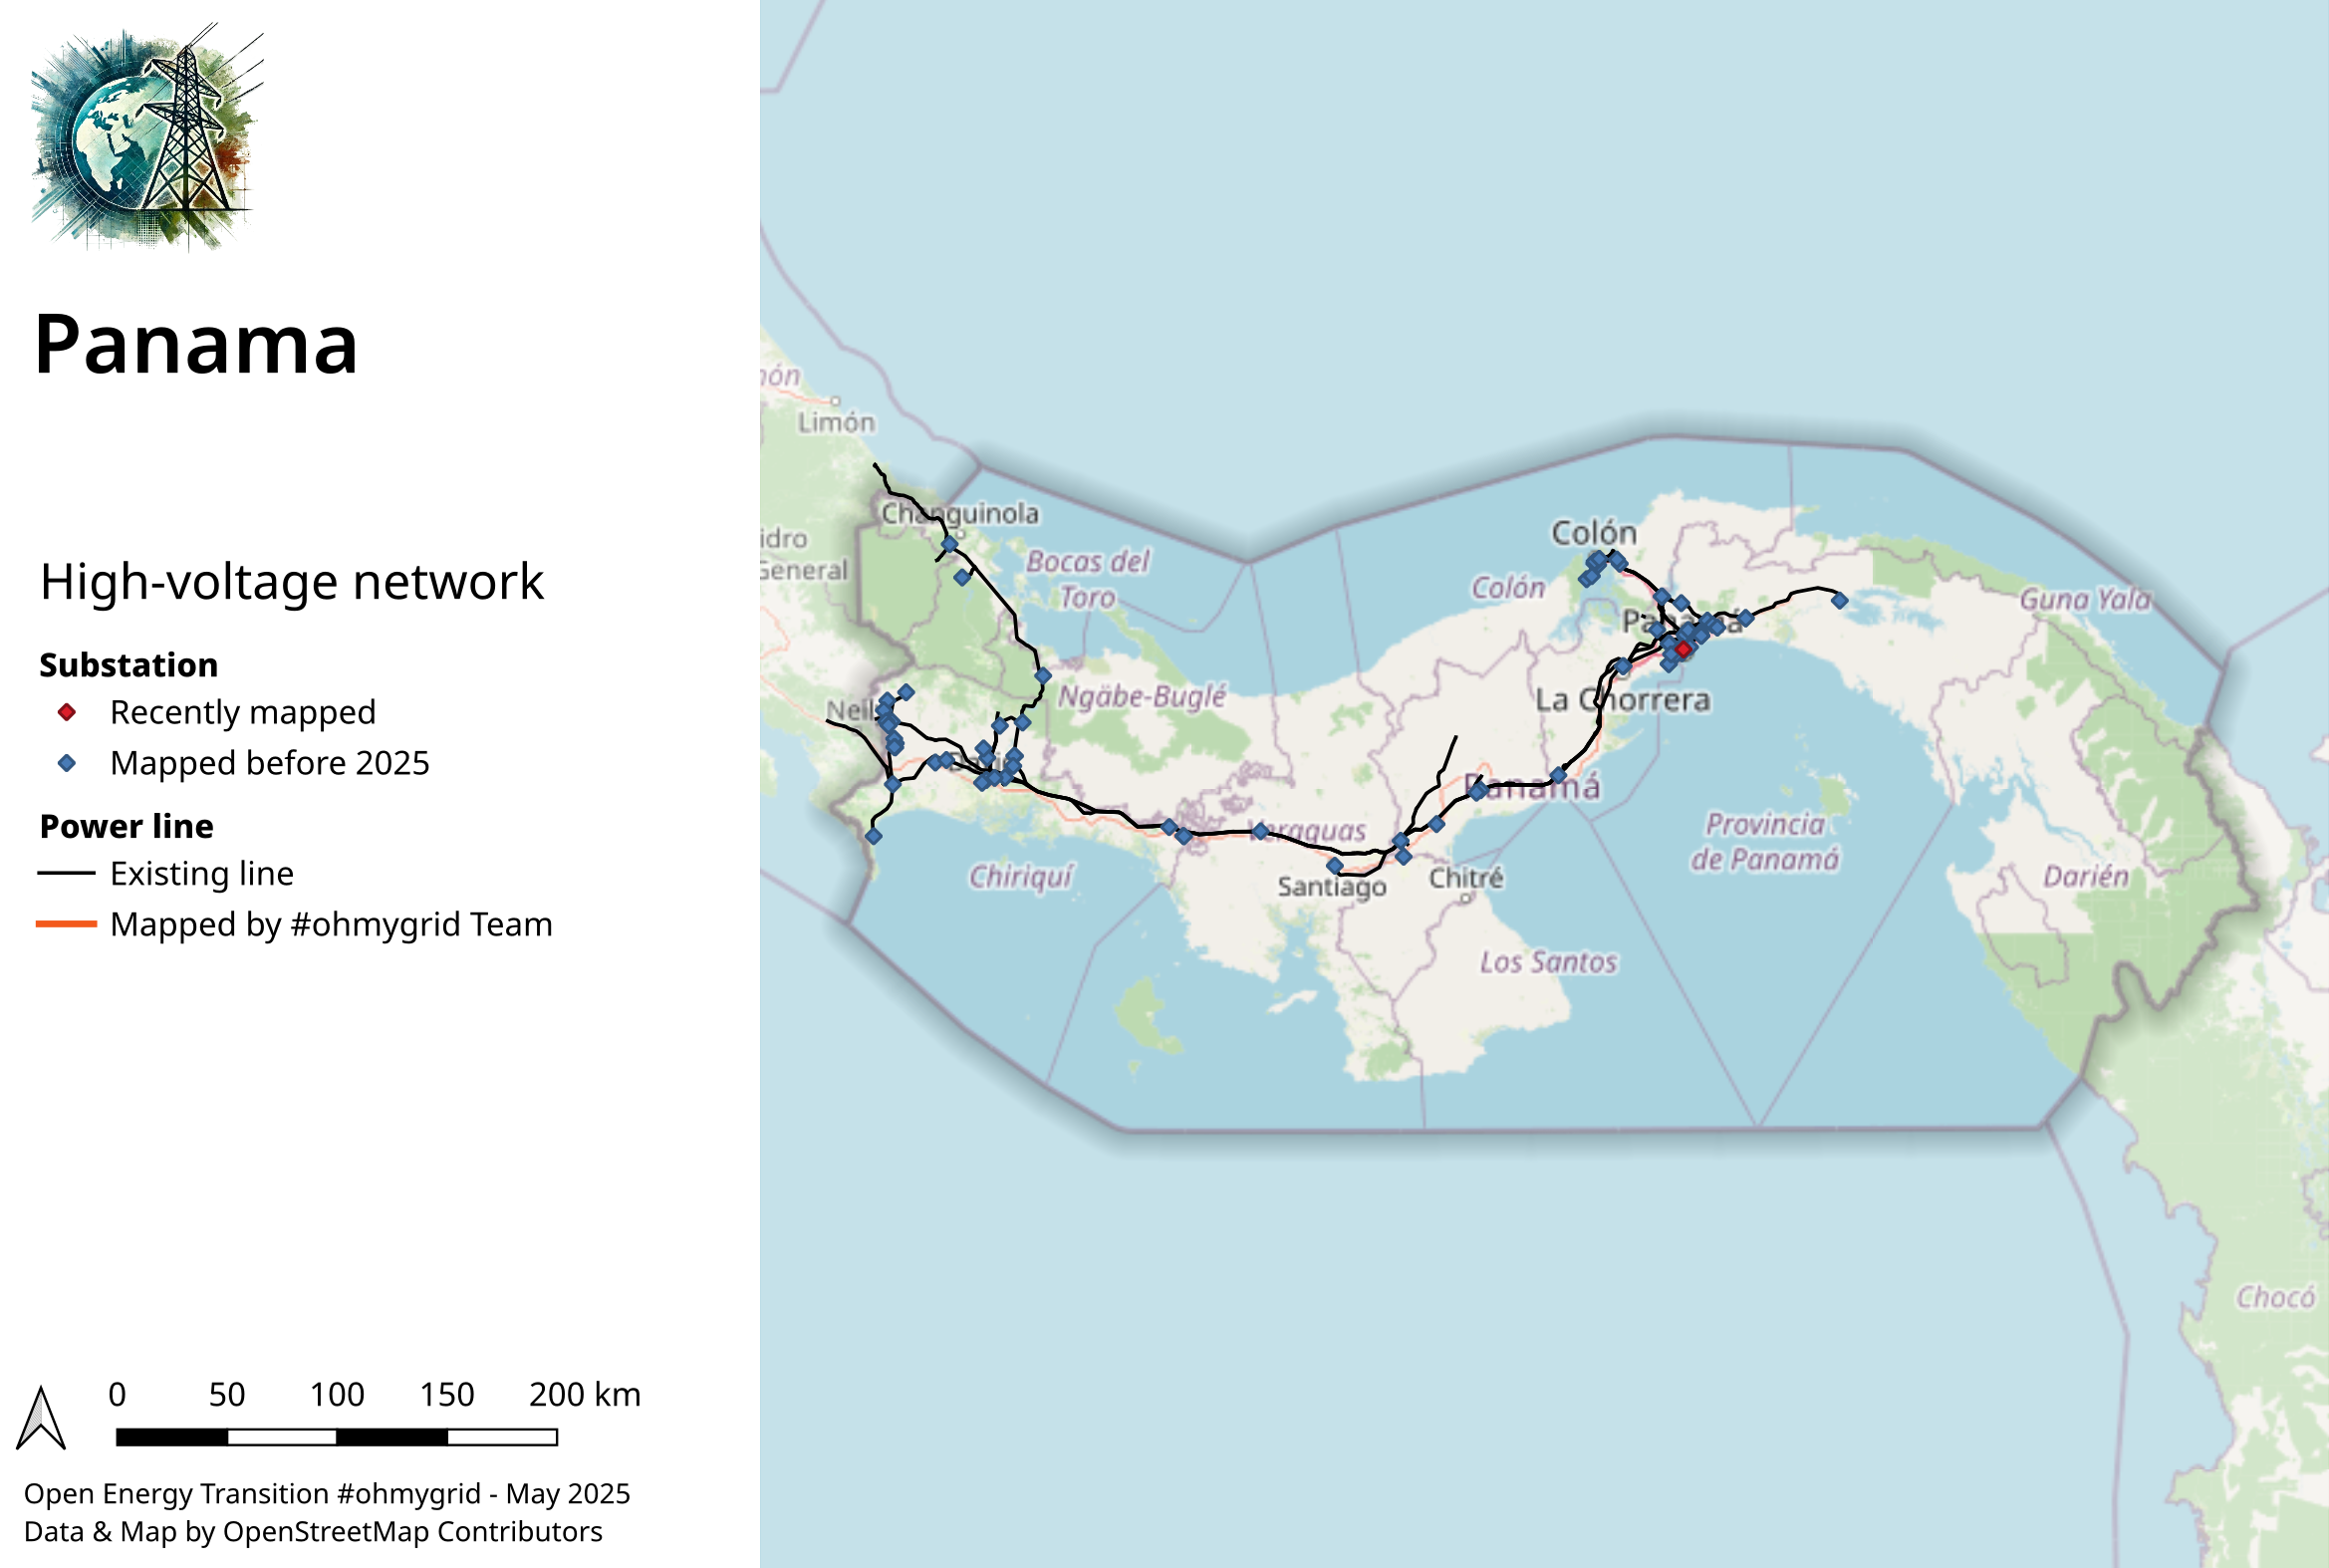 Panama
High-voltage network
Substation
Recently mapped
Mapped before 2025
Power line
Existing line
Mapped by #ohmygrid Team
0 50 100 150 200 km
Open Energy Transition #ohmygrid - May 2025
Data & Map by OpenStreetMap Contributors
Limón
Changuinola
idro
General
Bocas del
Toro
Colón
Colón
Guna Yala
Ngäbe-Buglé
La Chorrera
Panamá
Veraguas
Provincia
de Panamá
Chiriquí
Santiago
Chitré
Darién
Los Santos
Chocó